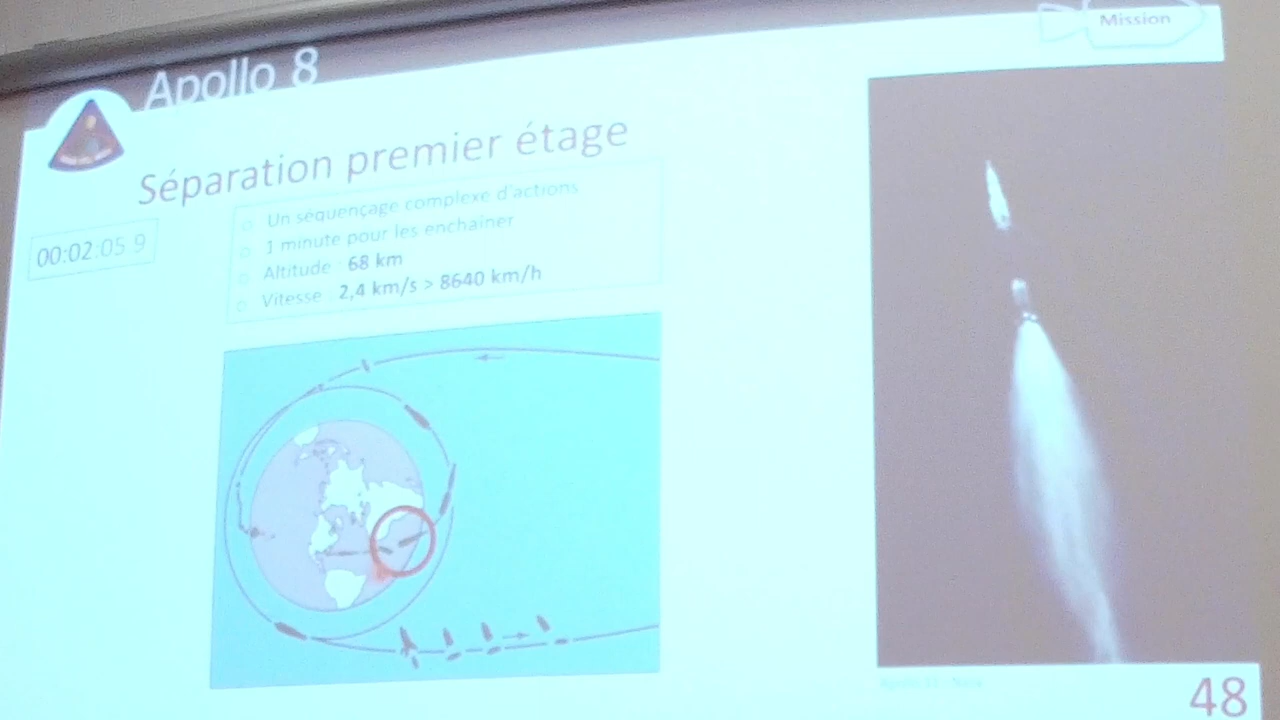 Mission
Apollo 8
Séparation premier étage
00:02:05 9
Un séquençage complexe d'actions
1 minute pour les enchainer
Altitude 68 km
Vitesse 2,4 km/s > 8640 km/h
48